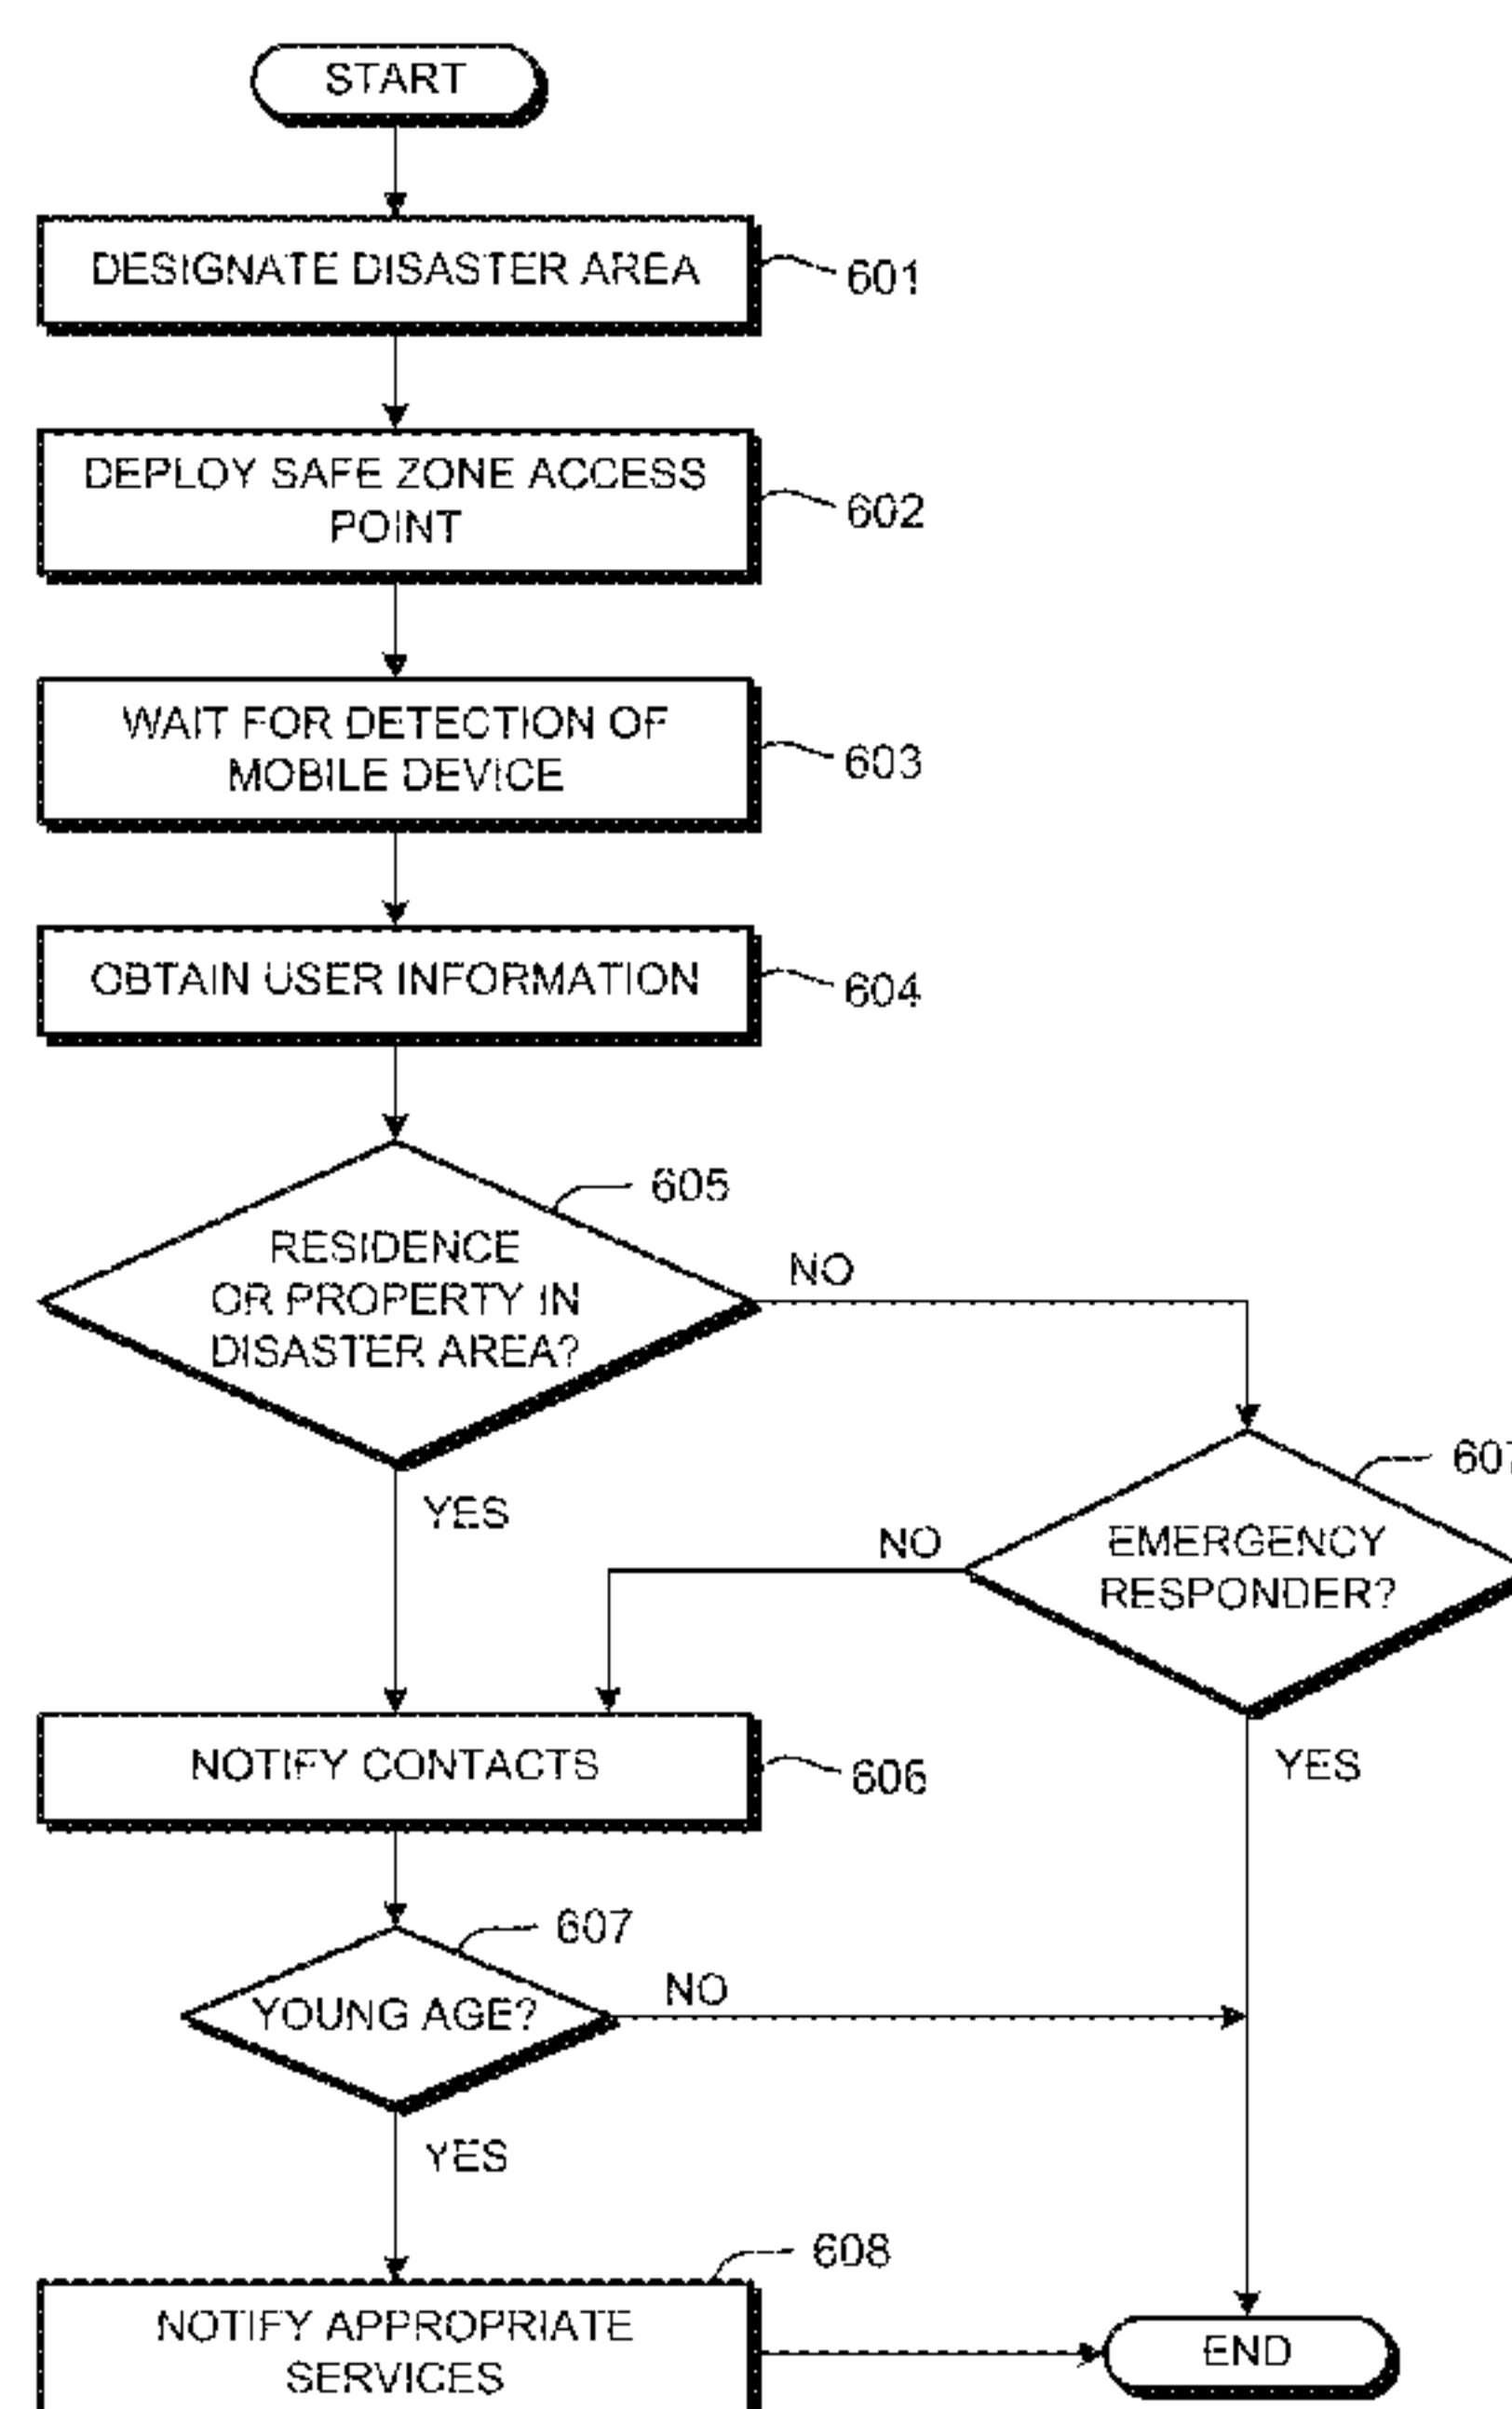 START
DESIGNATE DISASTER AREA
601
DEPLOY SAFE ZONE ACCESS
POINT
602
WAIT FOR DETECTION OF
MOBILE DEVICE
603
OBTAIN USER INFORMATION
604
605
RESIDENCE
OR PROPERTY IN
DISASTER AREA?
NO
YES
607
EMERGENCY
RESPONDER?
NO
YES
NOTIFY CONTACTS
606
607
YOUNG AGE?
NO
YES
608
NOTIFY APPROPRIATE
SERVICES
END